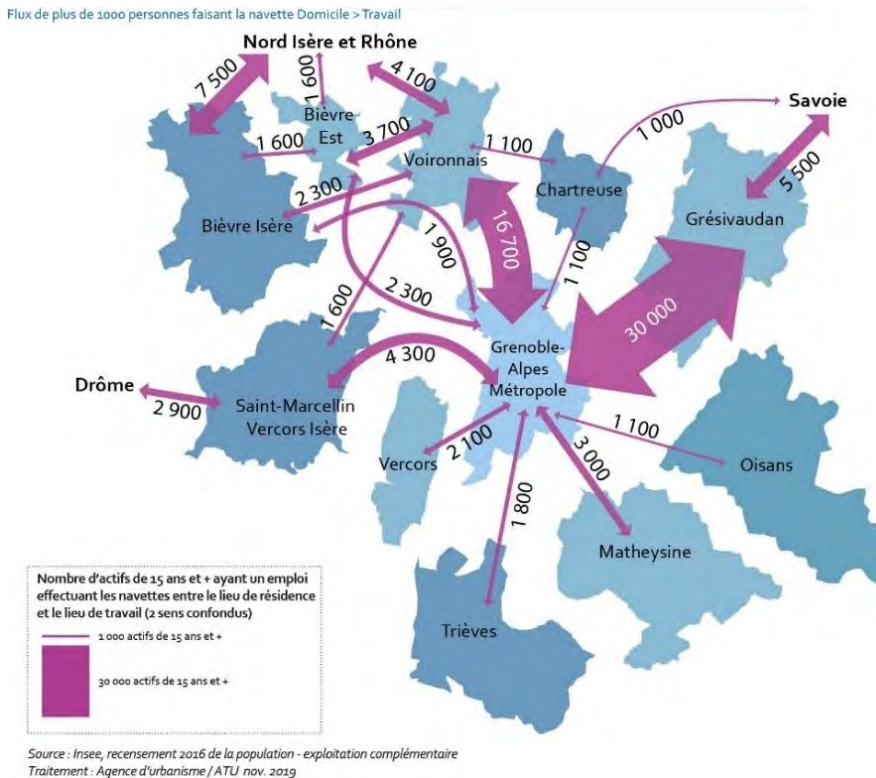 Flux de plus de 1000 personnes faisant la navette Domicile > Travail
Nord Isère et Rhône
7 500
1 600
4 100
Savoie
Bièvre
Est
1 600
3 700
1 100
1 000
Voironnais
5 500
2 300
Chartreuse
Grésivaudan
Bièvre Isère
1 900
16 700
1 100
2 300
1 600
30 000
Grenoble-
Alpes
Métropole
4 300
Drôme
2 900
Saint-Marcellin
Vercors Isère
1 100
Vercors
2 100
3 000
Oisans
1 800
Matheysine
Trièves
Nombre d'actifs de 15 ans et + ayant un emploi
effectuant les navettes entre le lieu de résidence
et le lieu de travail (2 sens confondus)
1 000 actifs de 15 ans et +
30 000 actifs de 15 ans et +
Source : Insee, recensement 2016 de la population - exploitation complémentaire
Traitement : Agence d'urbanisme / ATU nov. 2019